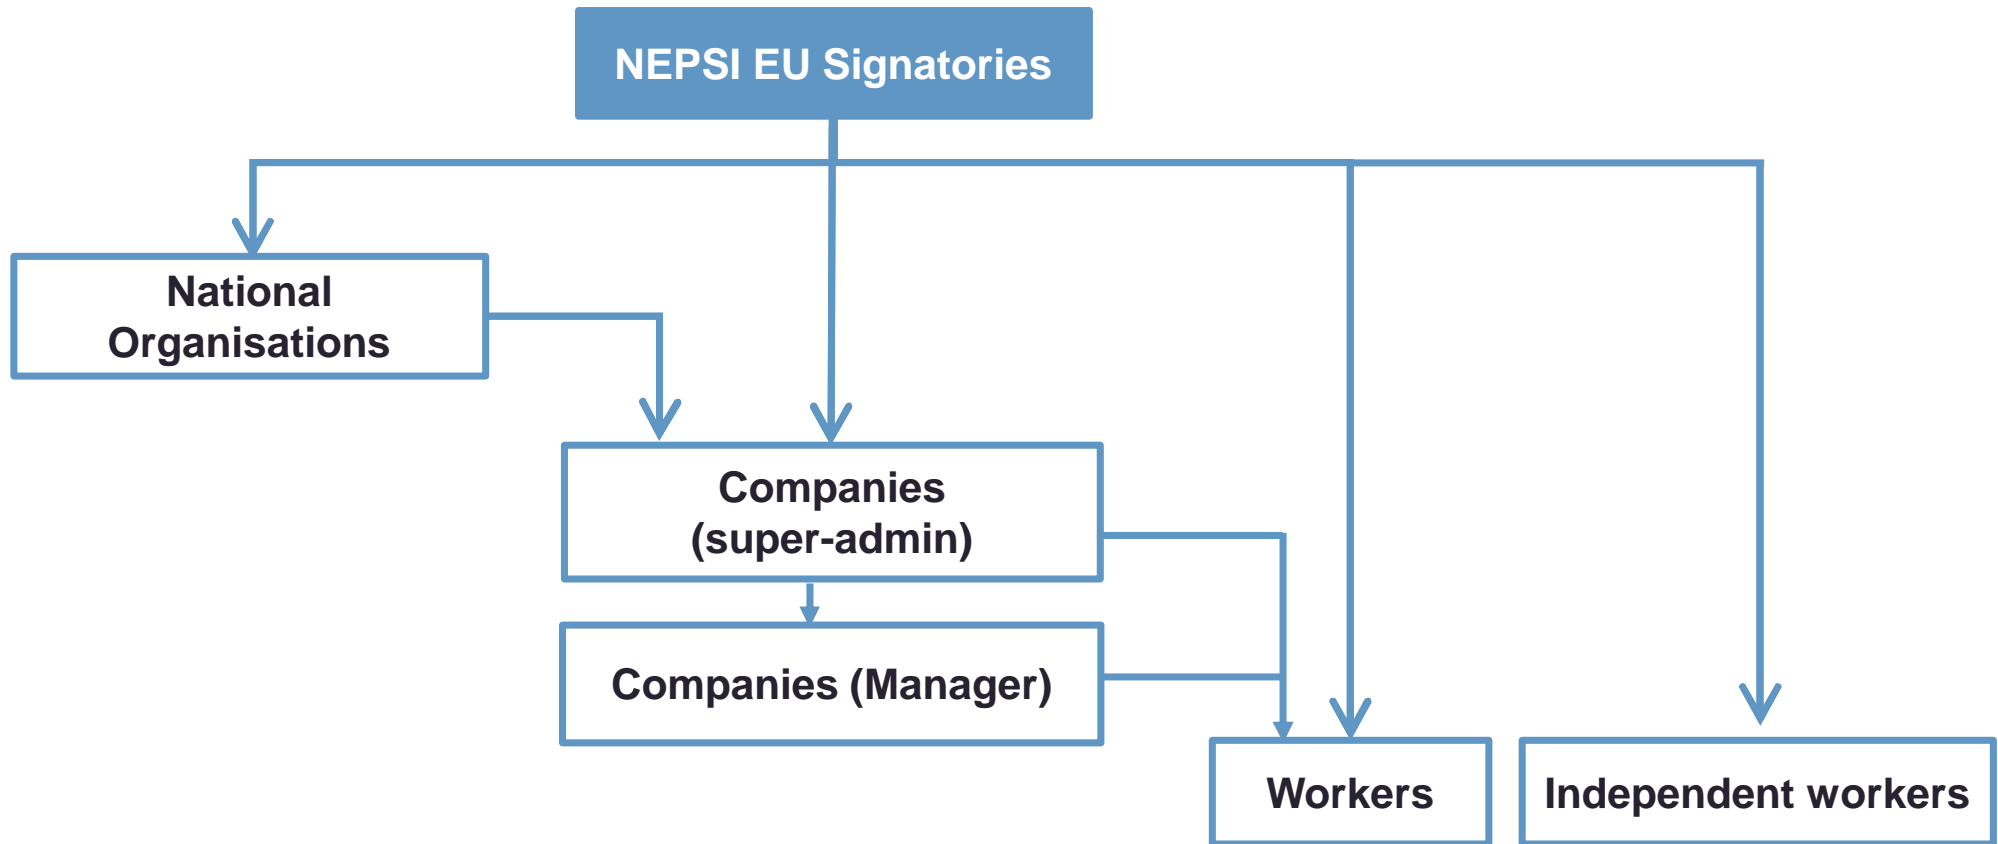 NEPSI EU Signatories
National
Organisations
Companies
(super-admin)
Companies (Manager)
Workers
Independent workers